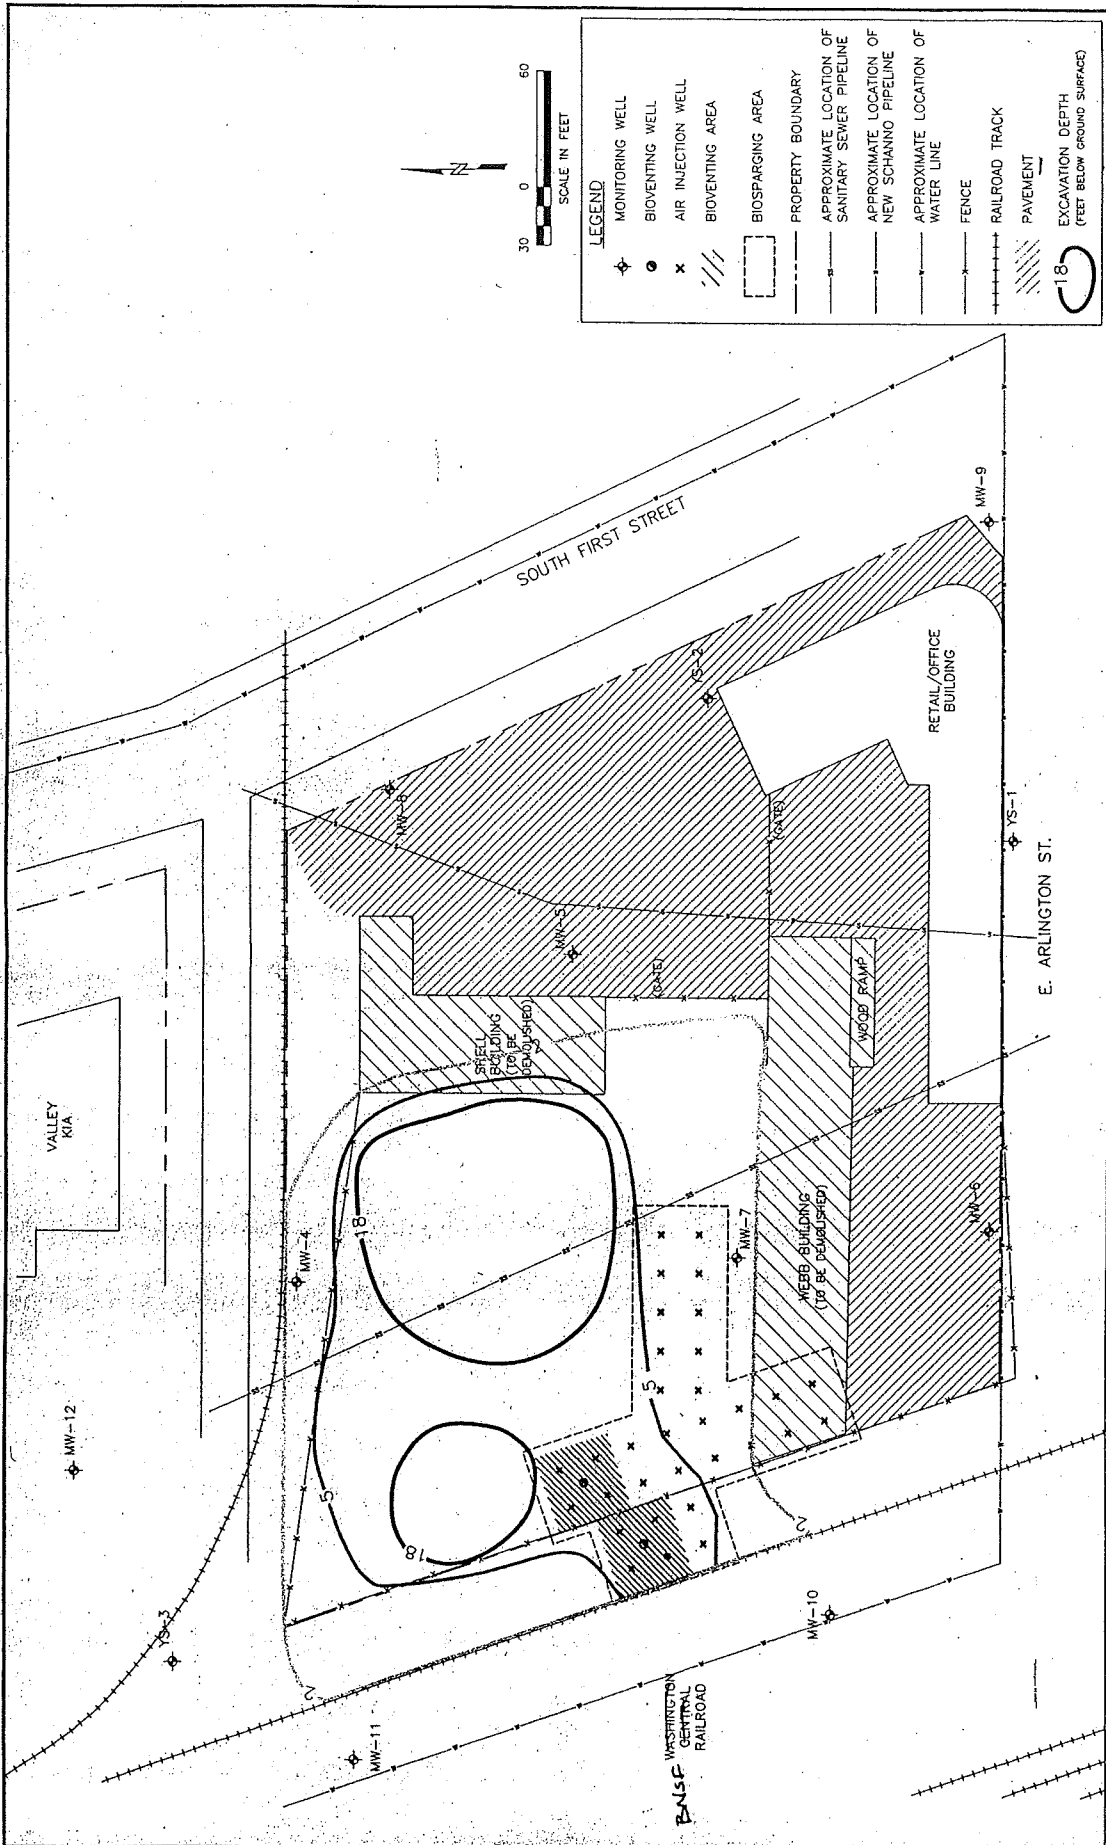 30
0
60
SCALE IN FEET
N
LEGEND
MONITORING WELL
BIOVENTING WELL
AIR INJECTION WELL
BIOVENTING AREA
BIOSPARGING AREA
PROPERTY BOUNDARY
APPROXIMATE LOCATION OF
SANITARY SEWER PIPELINE
APPROXIMATE LOCATION OF
NEW SCHANNO PIPELINE
APPROXIMATE LOCATION OF
WATER LINE
FENCE
RAILROAD TRACK
PAVEMENT
18
EXCAVATION DEPTH
(FEET BELOW GROUND SURFACE)
VALLEY
KIA
MW-12
YS-3
MW-11
MW-4
MW-8
MW-5
YS-2
MW-9
SOUTH FIRST STREET
SHELL
BUILDING
(TO BE
DEMOLISHED)
2
(GATE)
(GATE)
RETAIL/OFFICE
BUILDING
YS-1
E. ARLINGTON ST.
WOOD RAMP
WEBB BUILDING
(TO BE DEMOLISHED)
MW-7
MW-6
18
18
5
5
2
2
MW-10
BNSF WASHINGTON
CENTRAL
RAILROAD